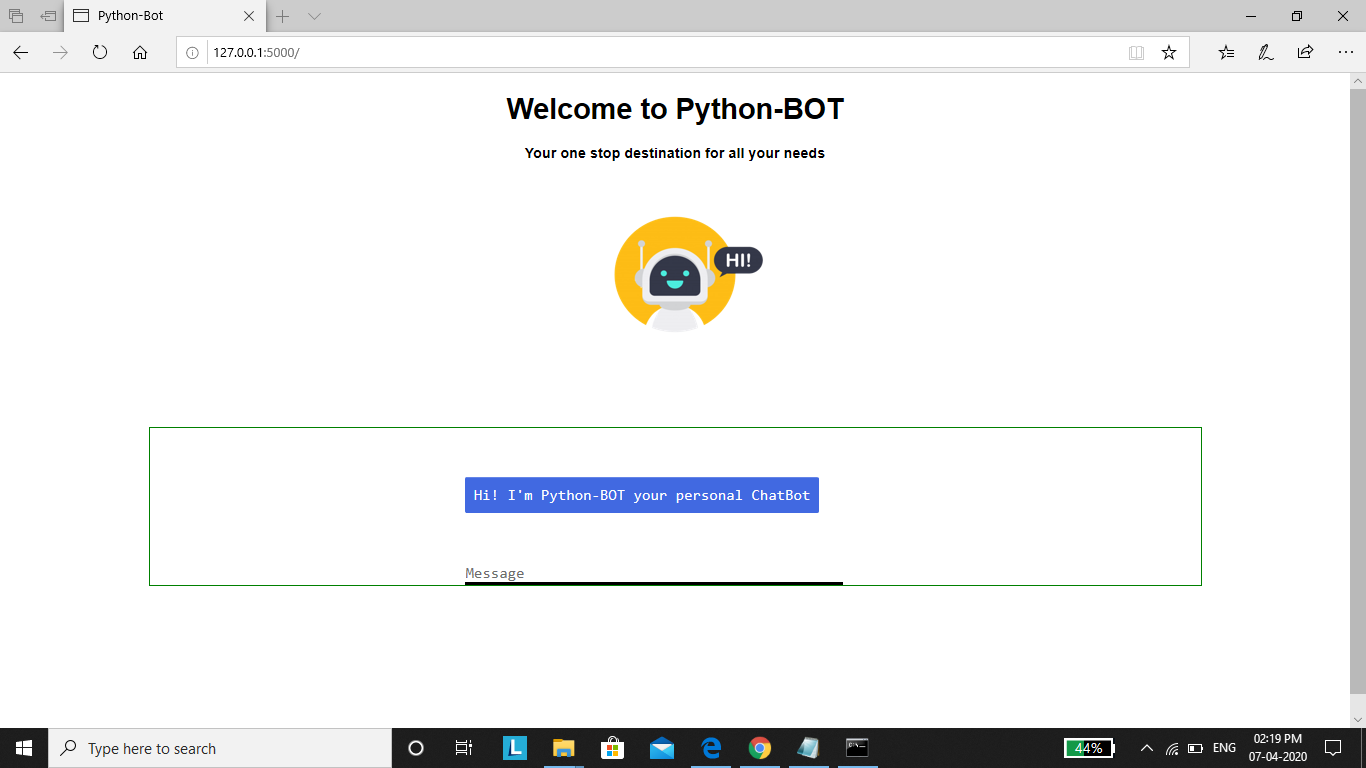 Python-Bot
127.0.0.1:5000/
Welcome to Python-BOT
Your one stop destination for all your needs
HI!
Hi! I'm Python-BOT your personal ChatBot
Message
Type here to search
L
44%
ENG
02:19 PM
07-04-2020